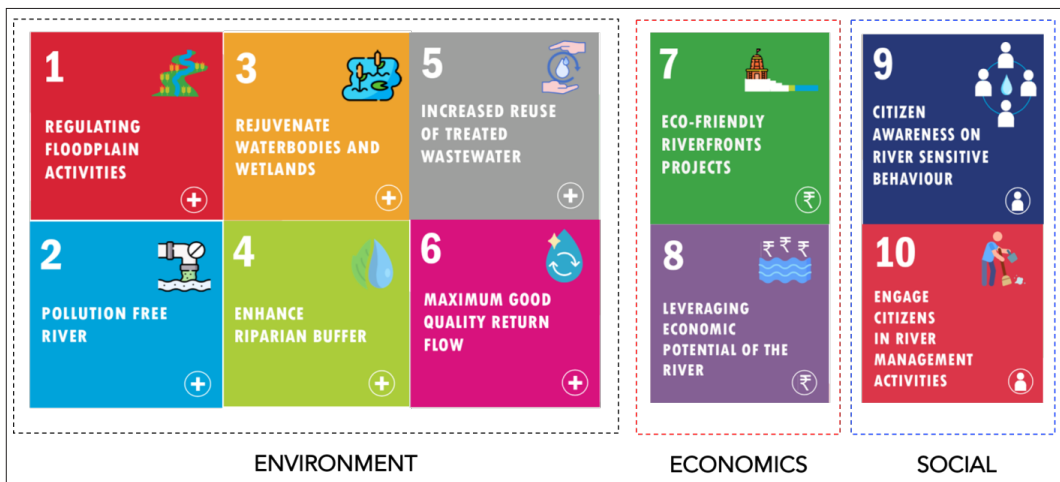 1
REGULATING
FLOODPLAIN
ACTIVITIES
2
POLLUTION FREE
RIVER
3
REJUVENATE
WATERBODIES AND
WETLANDS
4
ENHANCE
RIPARIAN BUFFER
5
INCREASED REUSE
OF TREATED
WASTEWATER
6
MAXIMUM GOOD
QUALITY RETURN
FLOW
ENVIRONMENT
7
ECO-FRIENDLY
RIVERFRONTS
PROJECTS
₹
8
₹ ₹ ₹
LEVERAGING
ECONOMIC
POTENTIAL OF THE
RIVER
₹
ECONOMICS
9
CITIZEN
AWARENESS ON
RIVER SENSITIVE
BEHAVIOUR
10
ENGAGE
CITIZENS
IN RIVER
MANAGEMENT
ACTIVITIES
SOCIAL